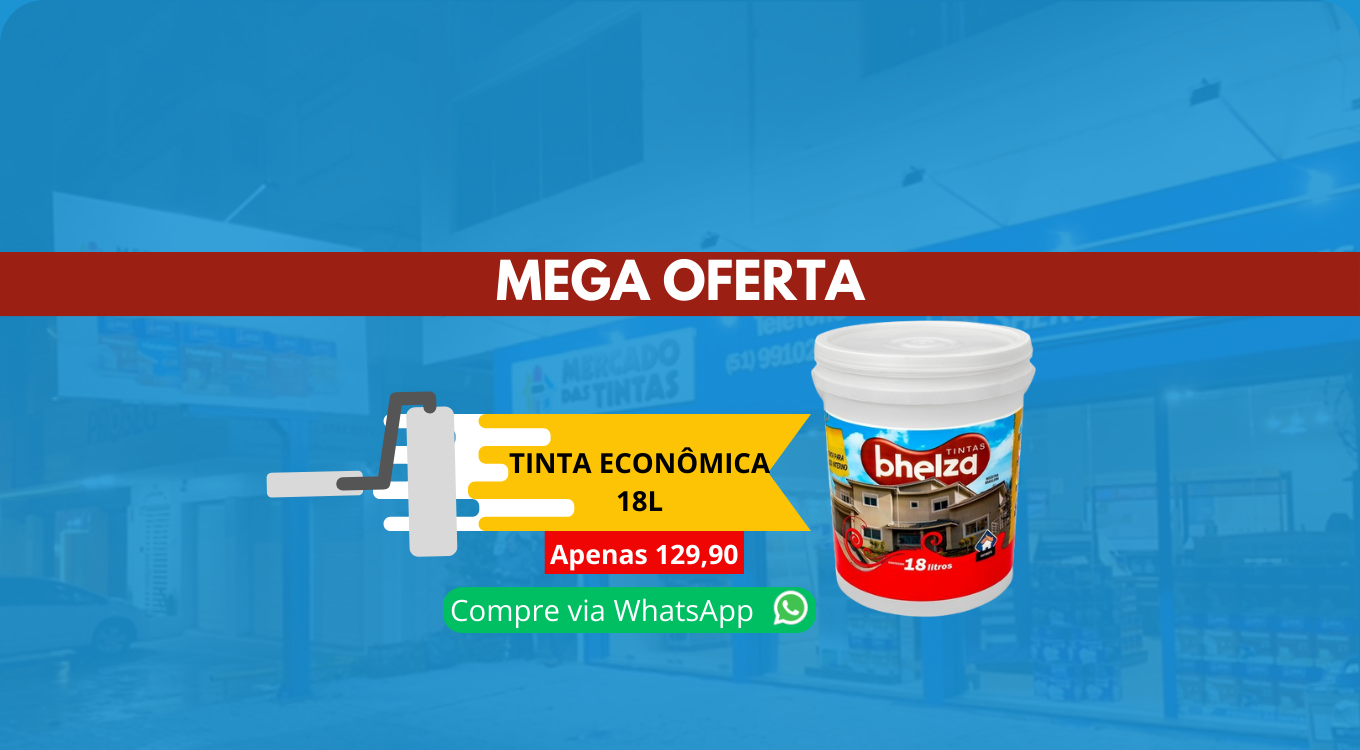 MEGA OFERTA
MERCADO
DAS TINTAS
TINTA ECONÔMICA
18L
Apenas 129,90
Compre via WhatsApp
TINTAS
bhelza
18 litros